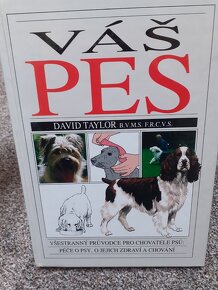 VÁŠ
PES
DAVID TAYLOR B.V.M.S. F.R.C.V.S.
VŠESTRANNÝ PRŮVODCE PRO CHOVATELE PSŮ
PÉČE O PSY, O JEJICH ZDRAVÍ A CHOVÁNÍ